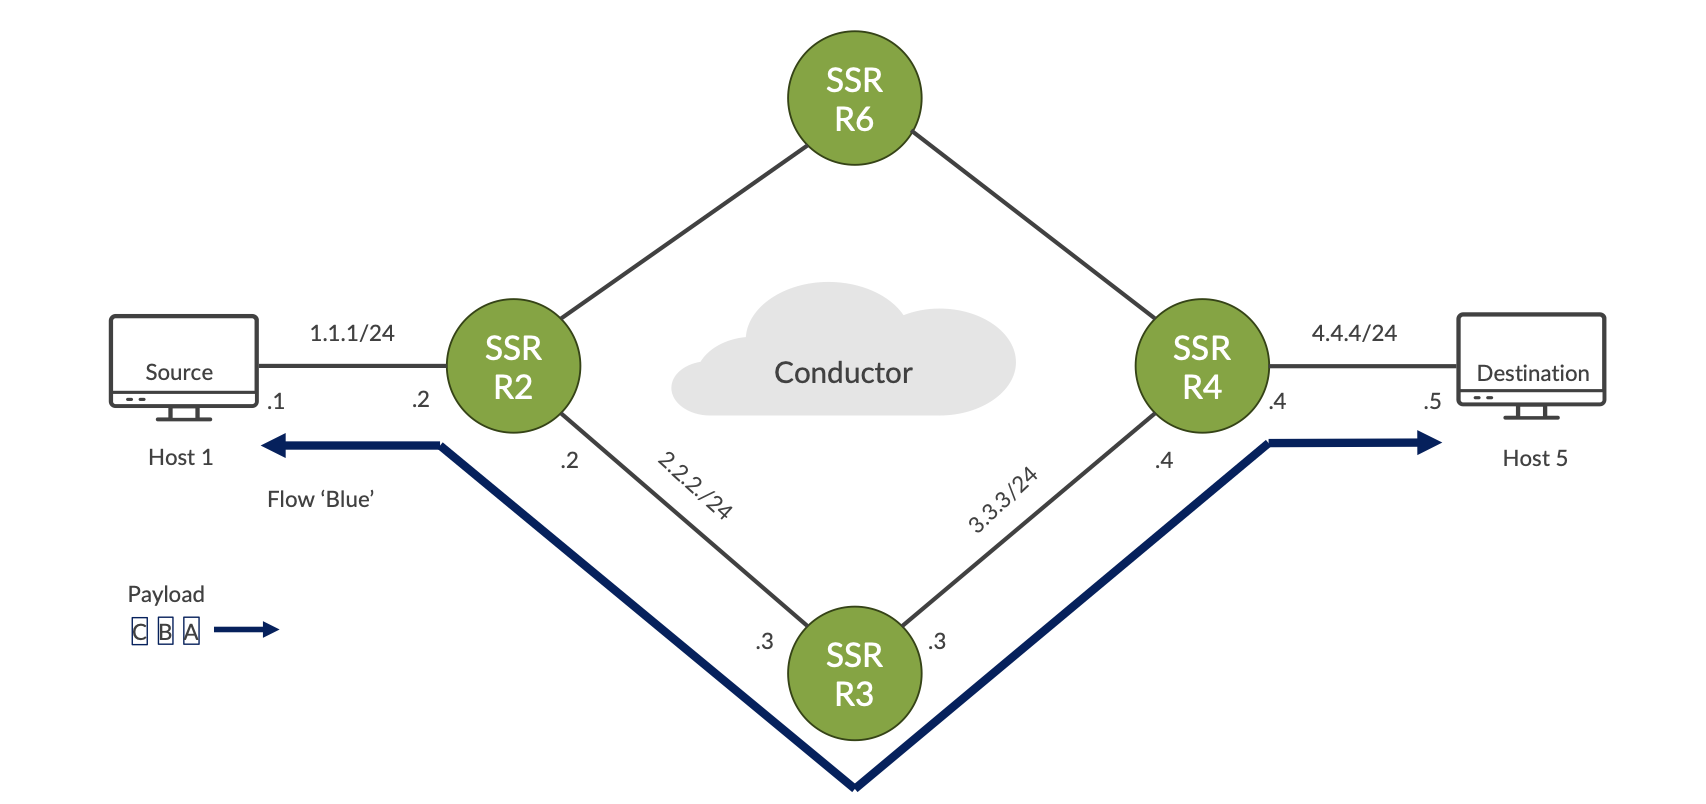 SSR
R6
1.1.1/24
4.4.4/24
Source
SSR
R2
Conductor
SSR
R4
Destination
.1
.2
.4
.5
Host 1
.2
2.2.2./24
3.3.3/24
.4
Host 5
Flow ‘Blue’
Payload
C B A
.3
SSR
R3
.3